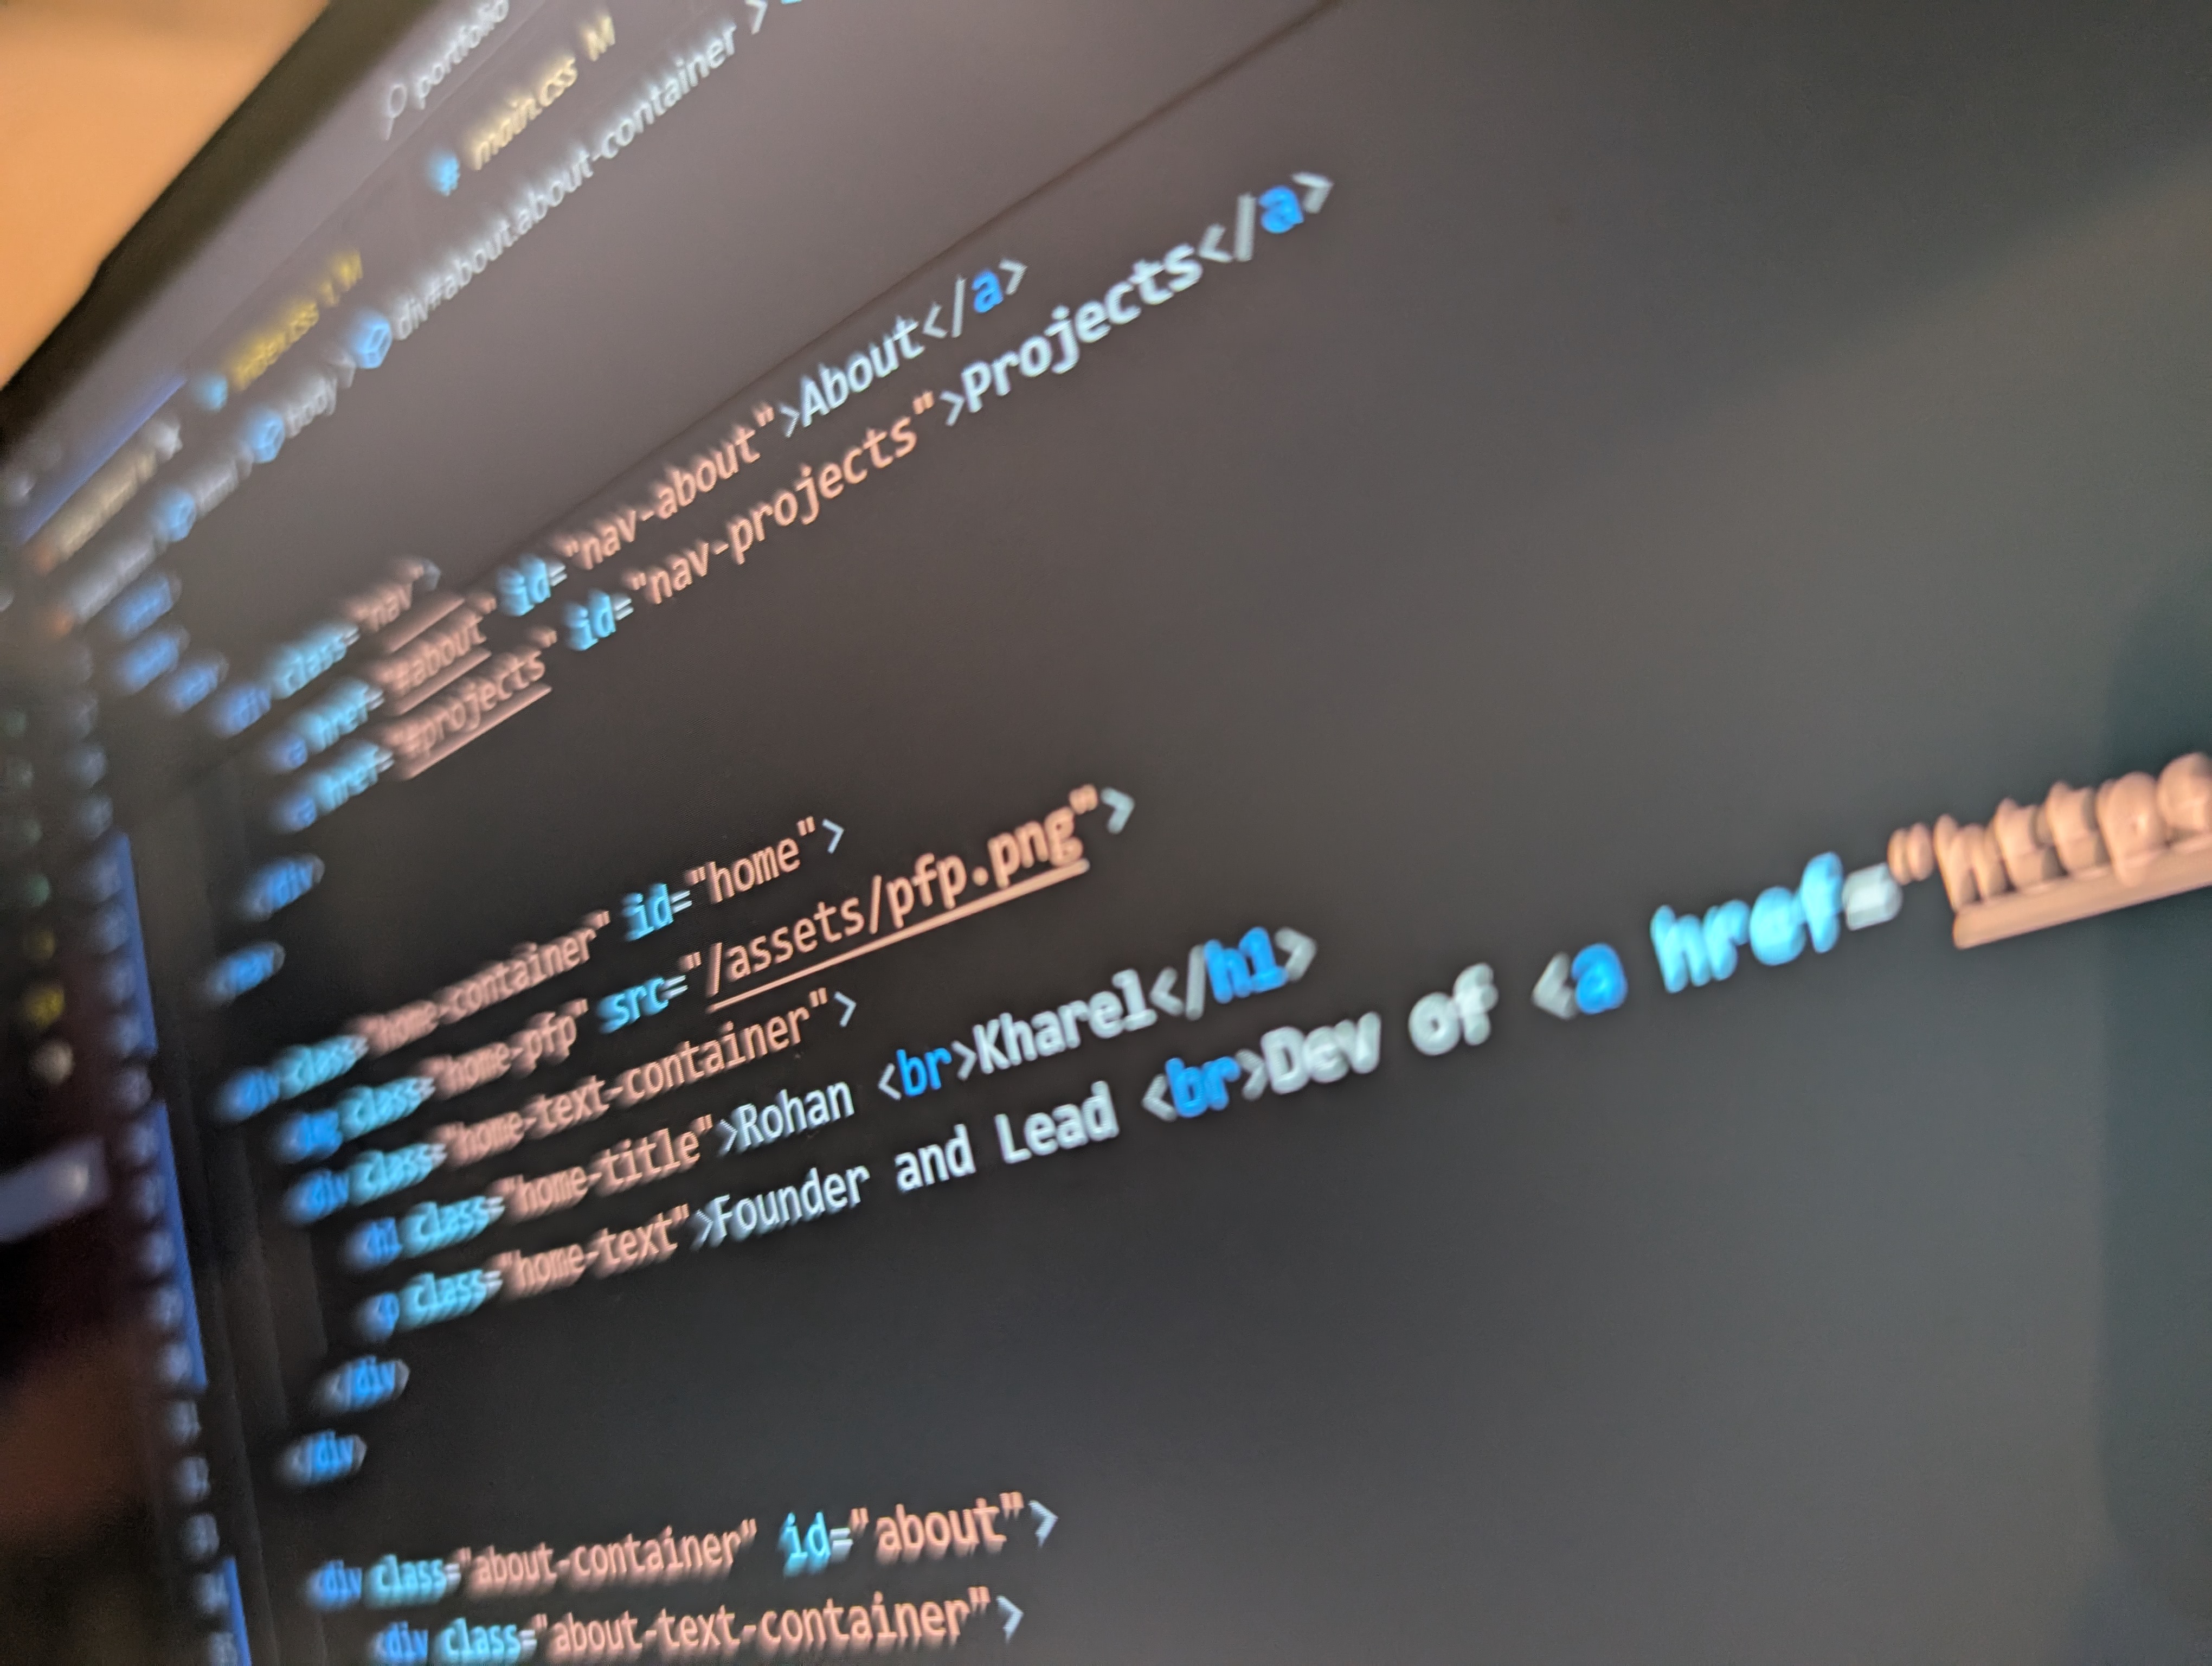 portfolio
main.css M
index.css 1, M
html > body > div#about.about-container >
<div class="nav">
<a href="#about" id="nav-about">About</a>
<a href="#projects" id="nav-projects">Projects</a>
</div>
<div class="home-container" id="home">
<img class="home-pfp" src="/assets/pfp.png">
<div class="home-text-container">
<h1 class="home-title">Rohan <br>Kharel</h1>
<p class="home-text">Founder and Lead <br>Dev of <a href="https
</div>
</div>
<div class="about-container" id="about">
<div class="about-text-container">